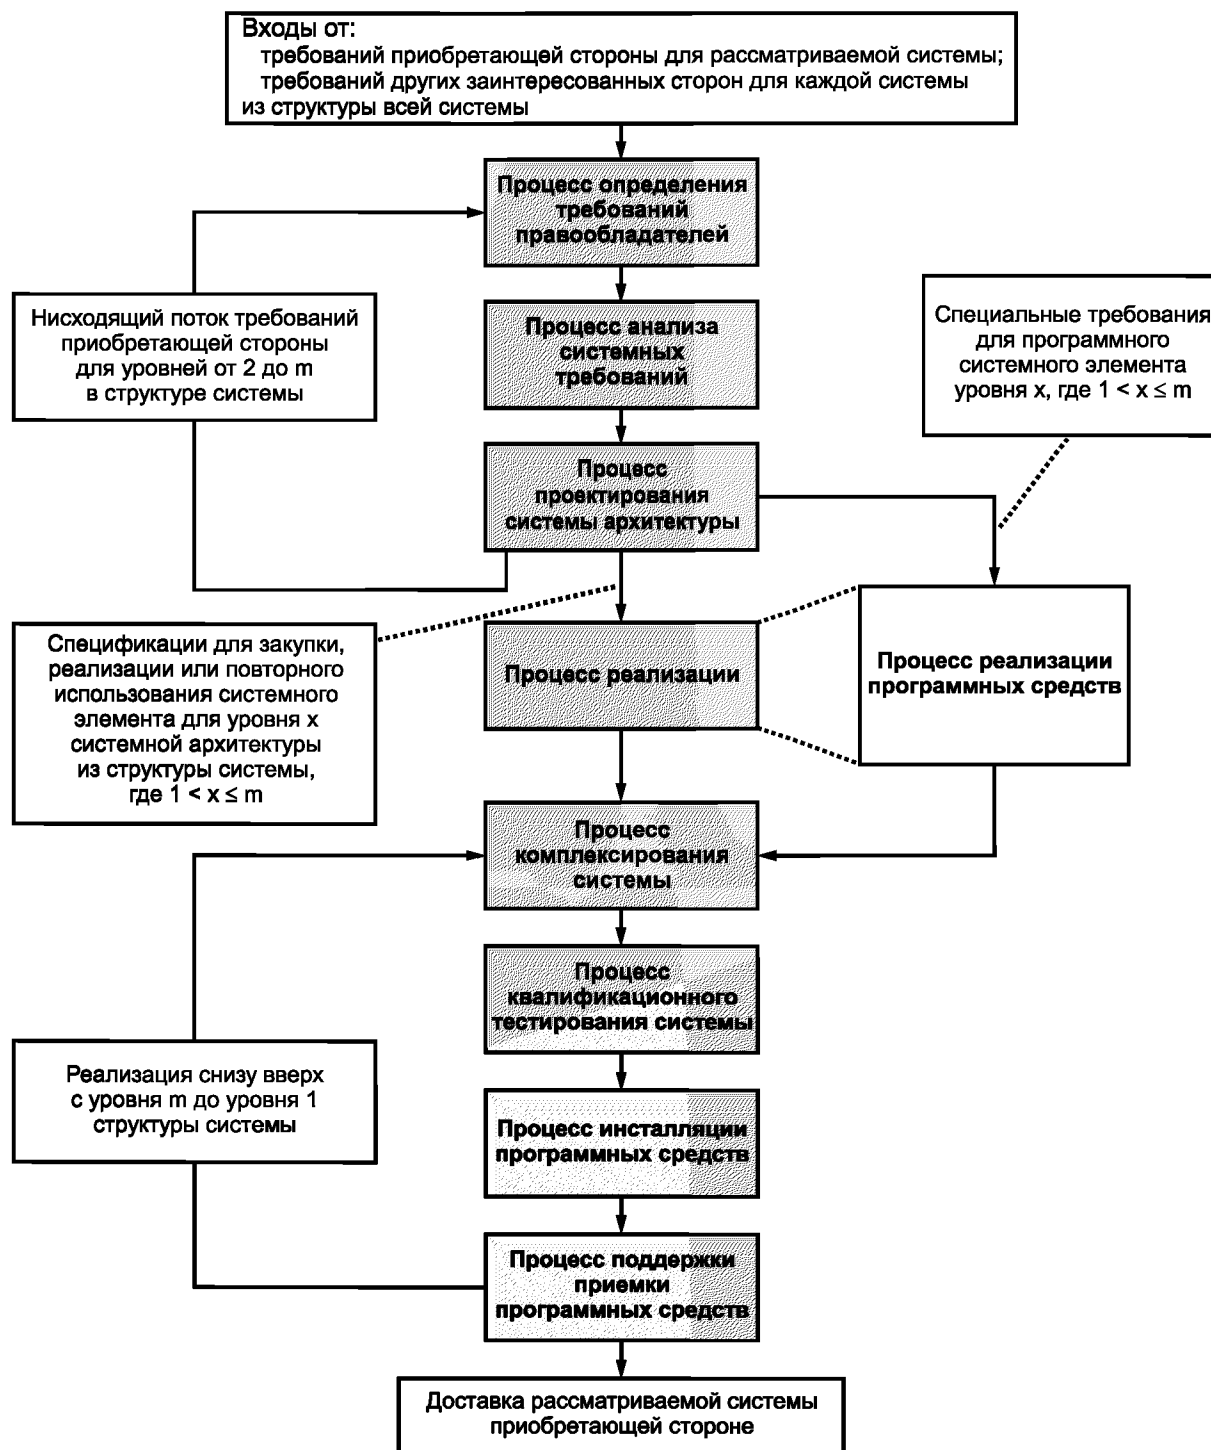 Входы от:
требований приобретающей стороны для рассматриваемой системы;
требований других заинтересованных сторон для каждой системы
из структуры всей системы
Процесс определения
требований
правообладателей
Нисходящий поток требований
приобретающей стороны
для уровней от 2 до m
в структуре системы
Процесс анализа
системных
требований
Специальные требования
для программного
системного элемента
уровня x, где 1 < x ≤ m
Процесс
проектирования
системы архитектуры
Спецификации для закупки,
реализации или повторного
использования системного
элемента для уровня x
системной архитектуры
из структуры системы,
где 1 < x ≤ m
Процесс реализации
Процесс реализации
программных средств
Процесс
комплексирования
системы
Процесс
квалификационного
тестирования системы
Реализация снизу вверх
с уровня m до уровня 1
структуры системы
Процесс инсталляции
программных средств
Процесс поддержки
приемки
программных средств
Доставка рассматриваемой системы
приобретающей стороне